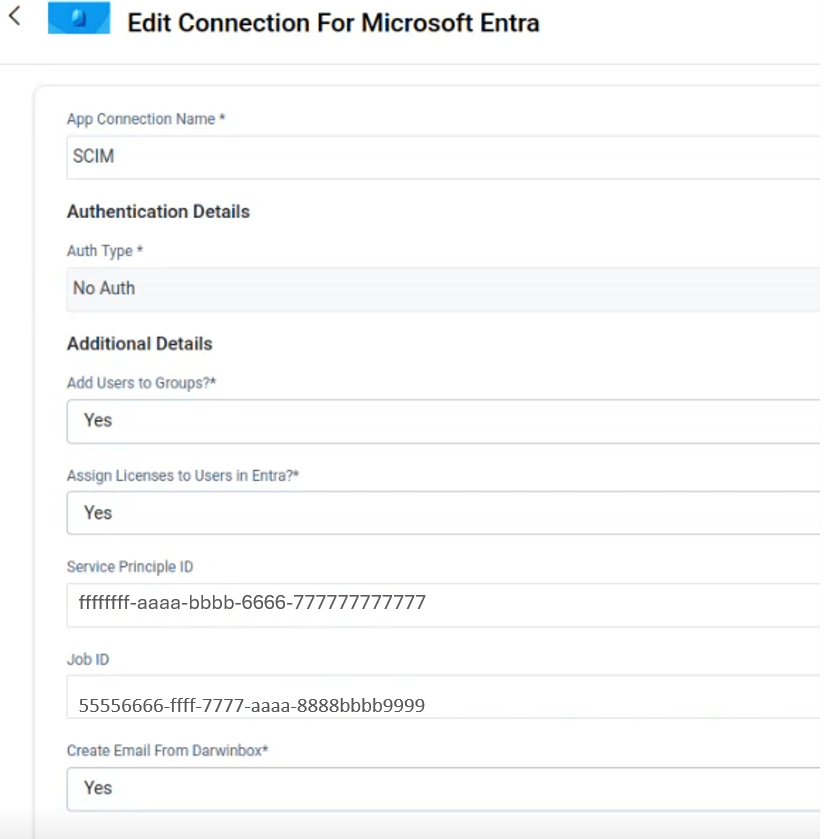 Edit Connection For Microsoft Entra
App Connection Name *
SCIM
Authentication Details
Auth Type *
No Auth
Additional Details
Add Users to Groups?*
Yes
Assign Licenses to Users in Entra?*
Yes
Service Principle ID
ffffffff-aaaa-bbbb-6666-777777777777
Job ID
55556666-ffff-7777-aaaa-8888bbbb9999
Create Email From Darwinbox*
Yes